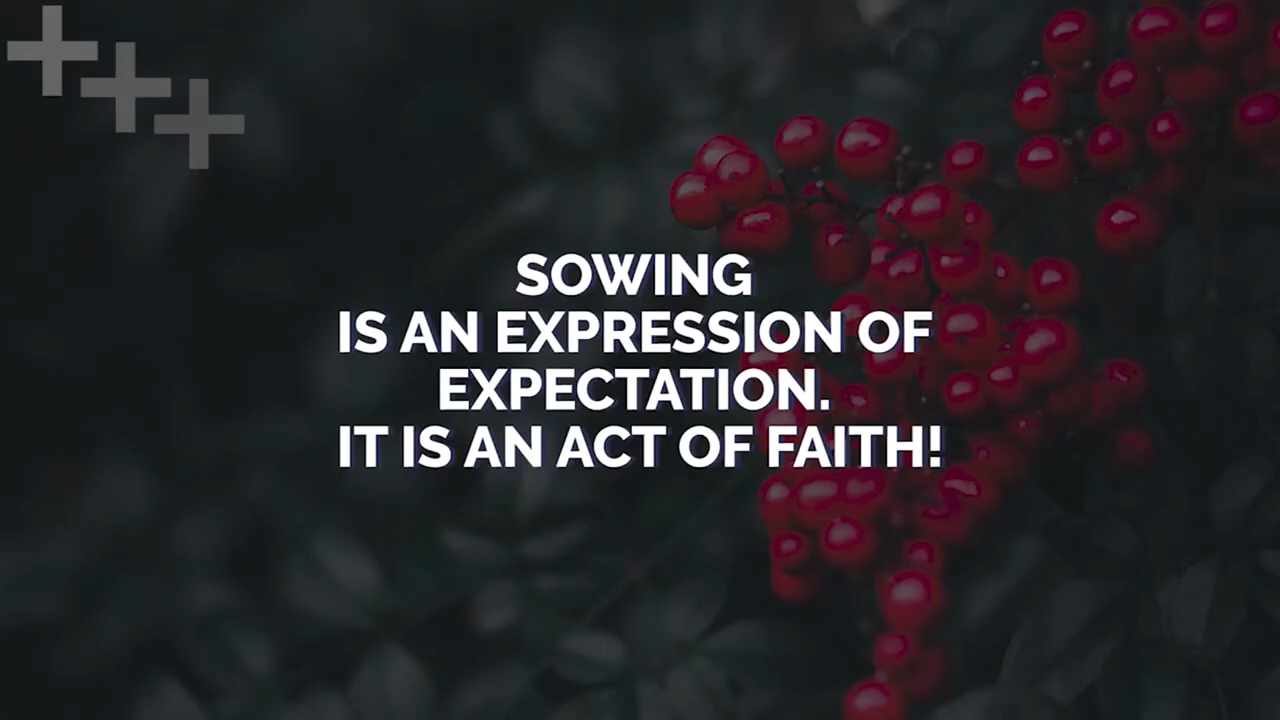 SOWING
IS AN EXPRESSION OF
EXPECTATION.
IT IS AN ACT OF FAITH!